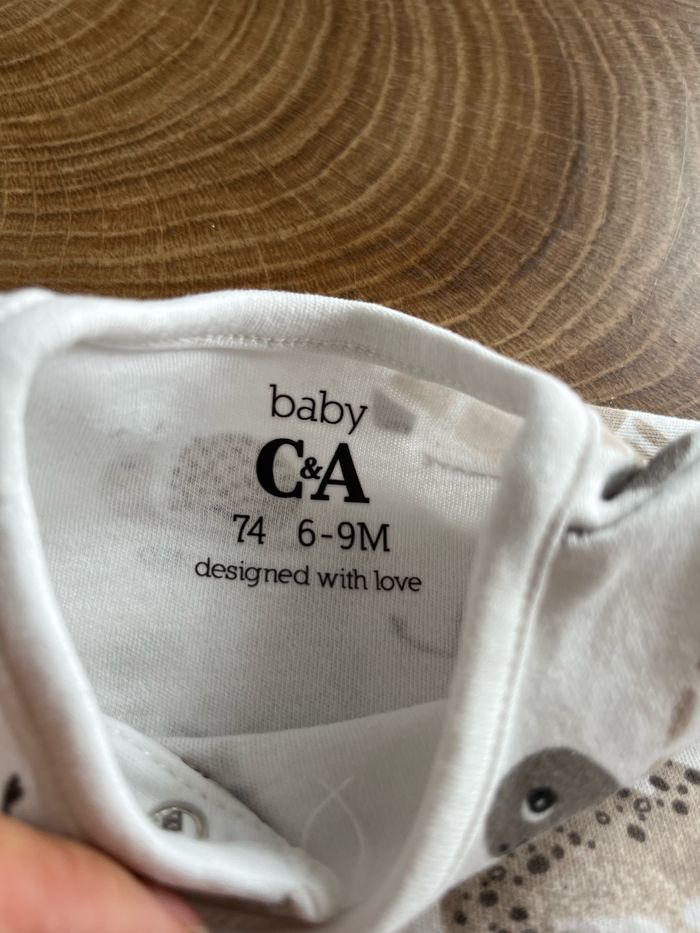 baby
C&A
74 6-9M
designed with love